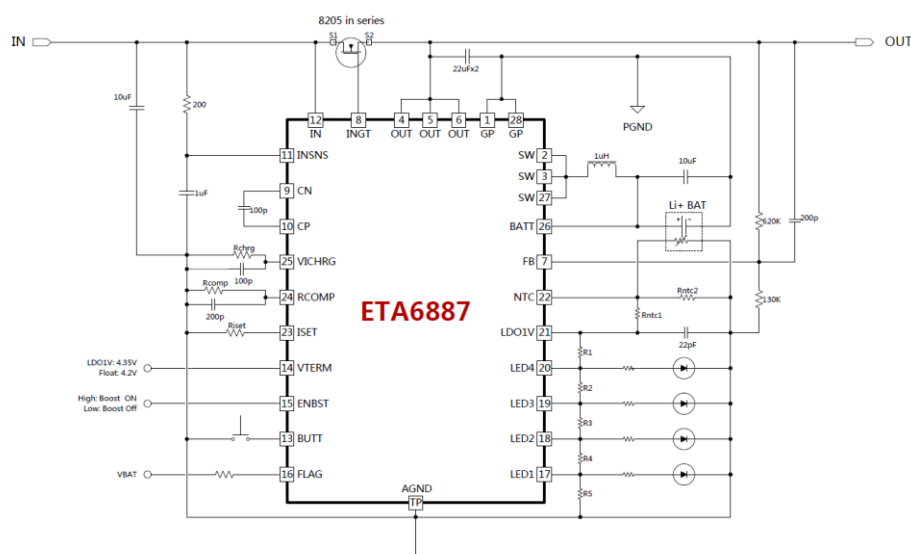 8205 in series
IN
S1
S2
OUT
22uFx2
10uF
200
PGND
12
8
4
5
6
1
28
IN
INGT
OUT
OUT
OUT
GP
GP
11
INSNS
SW
2
1uH
10uF
1uF
9
CN
SW
3
100p
SW
27
Li+ BAT
+
-
10
CP
BATT
26
620K
200p
Rchrg
25
VICHRG
FB
7
100p
Rcomp
24
RCOMP
ETA6887
NTC
22
Rntc2
130K
200p
Rntc1
Riset
23
ISET
LDO1V
21
22pF
LDO1V: 4.35V
Float: 4.2V
14
VTERM
R1
LED4
20
High: Boost ON
Low: Boost Off
15
ENBST
R2
LED3
19
R3
13
BUTT
LED2
18
R4
VBAT
16
FLAG
LED1
17
R5
AGND
TP